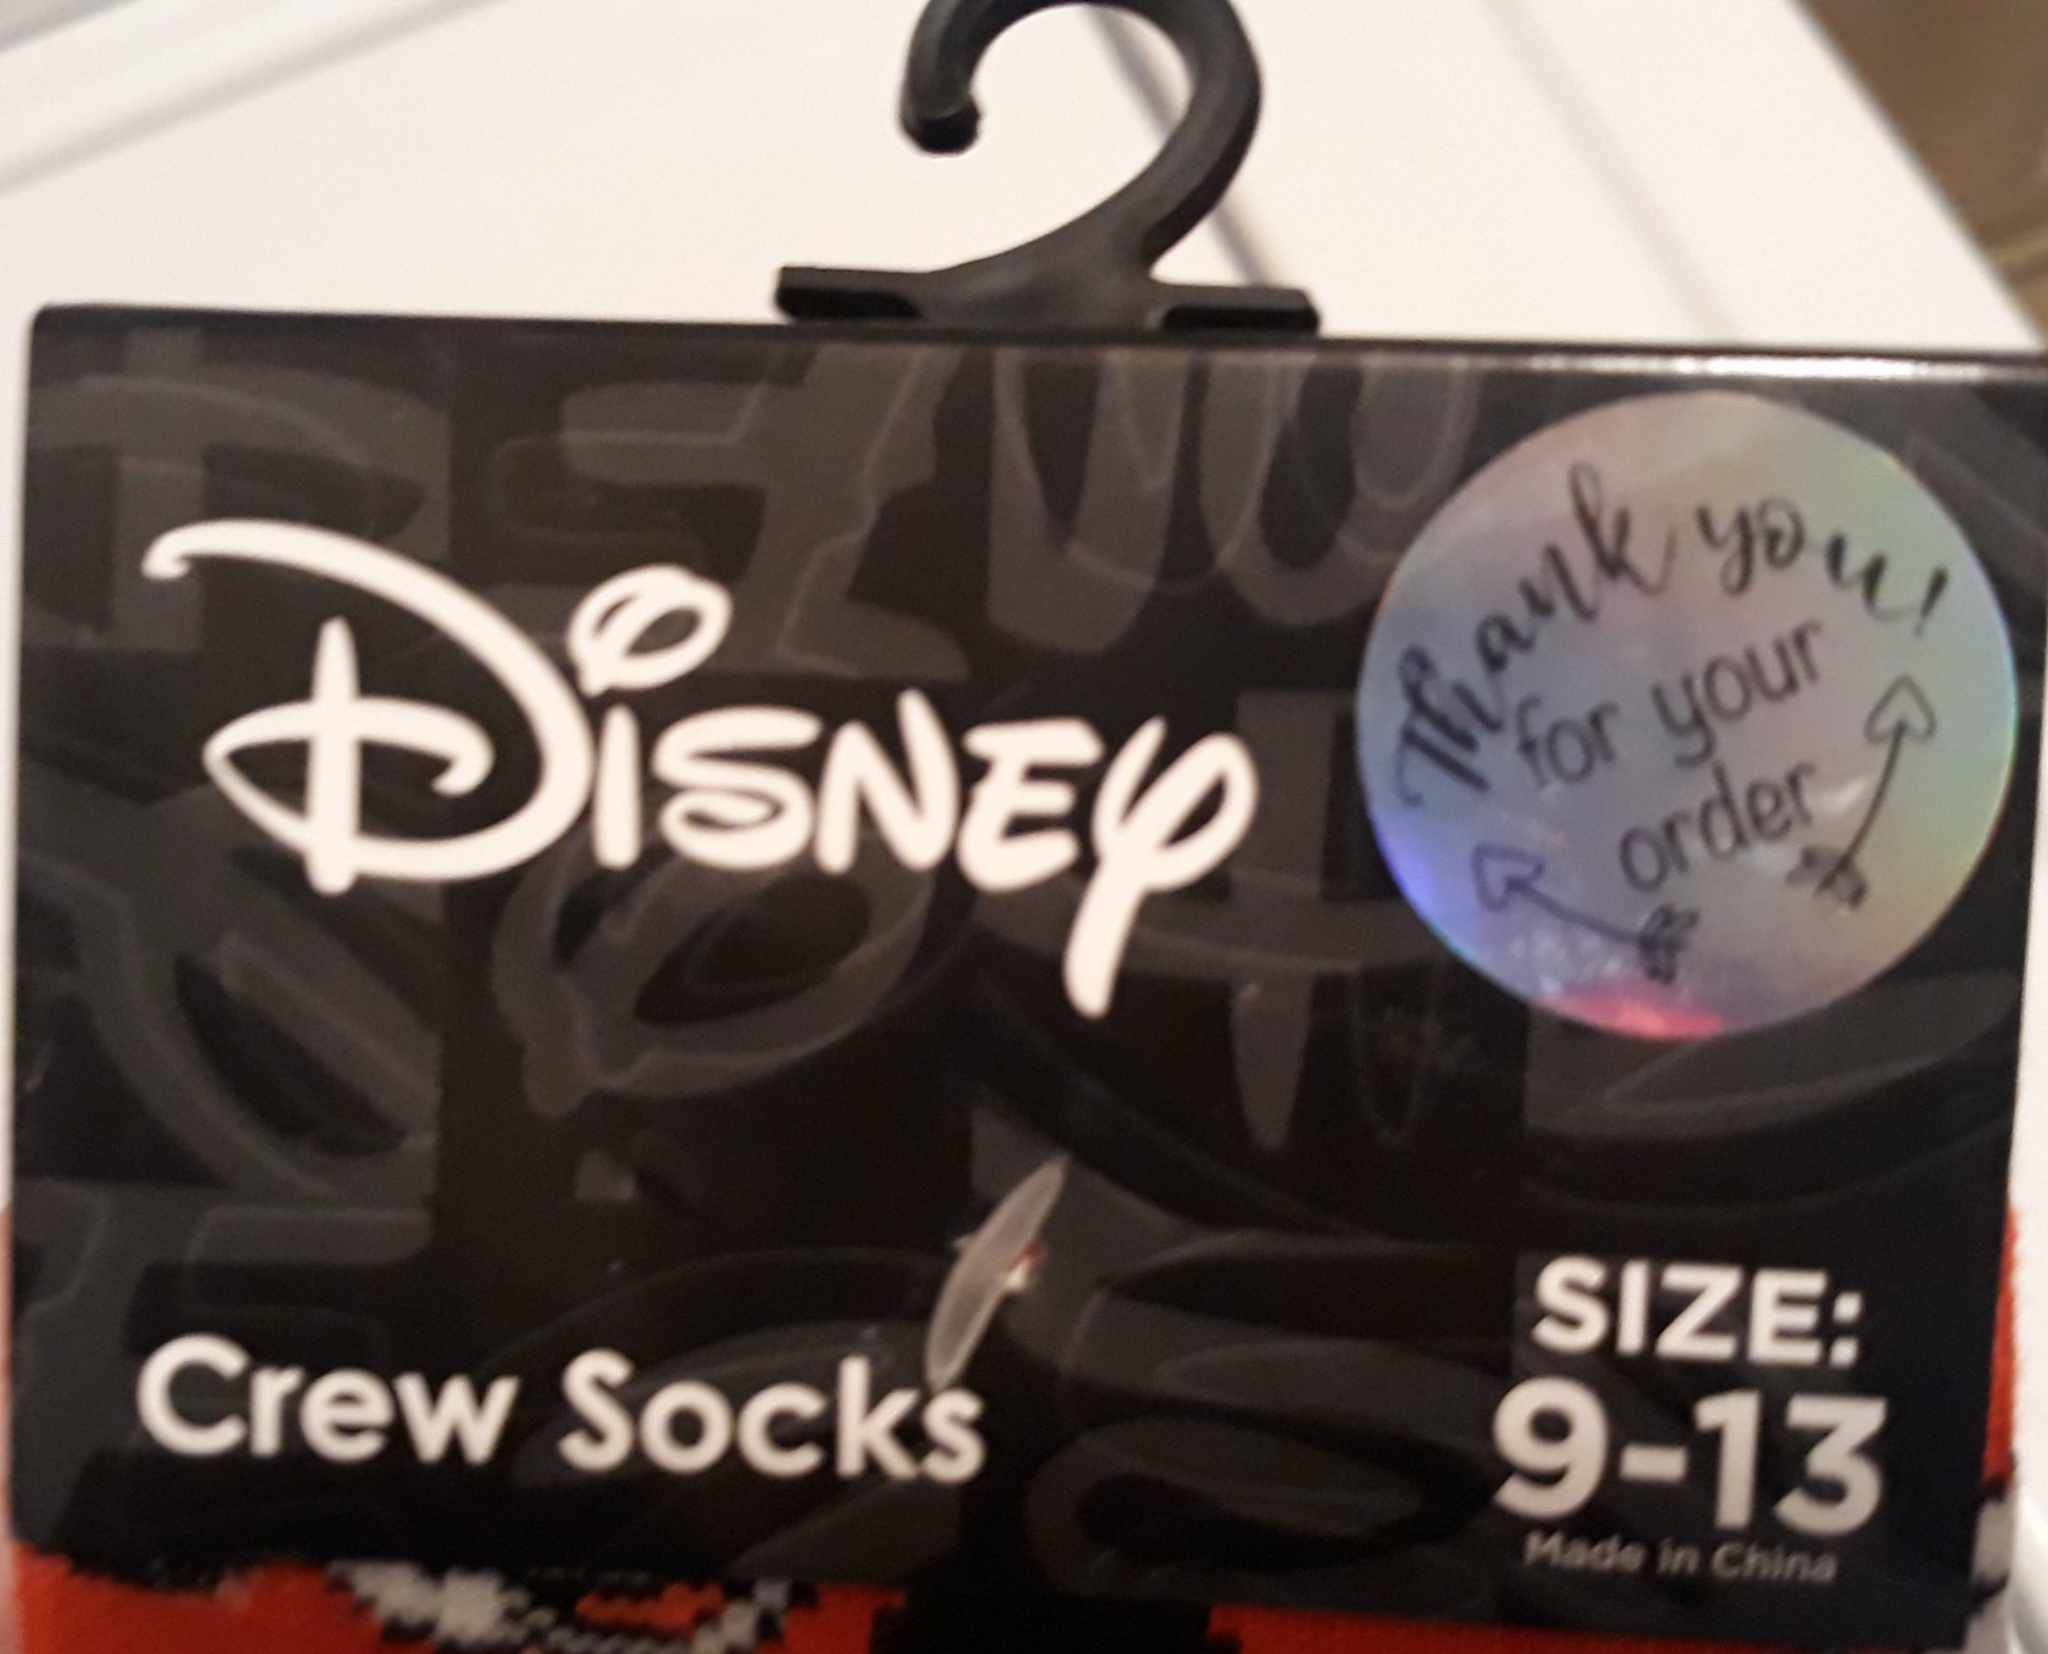 Disney
Thank you!
for your
order
Crew Socks
SIZE:
9-13
Made in China